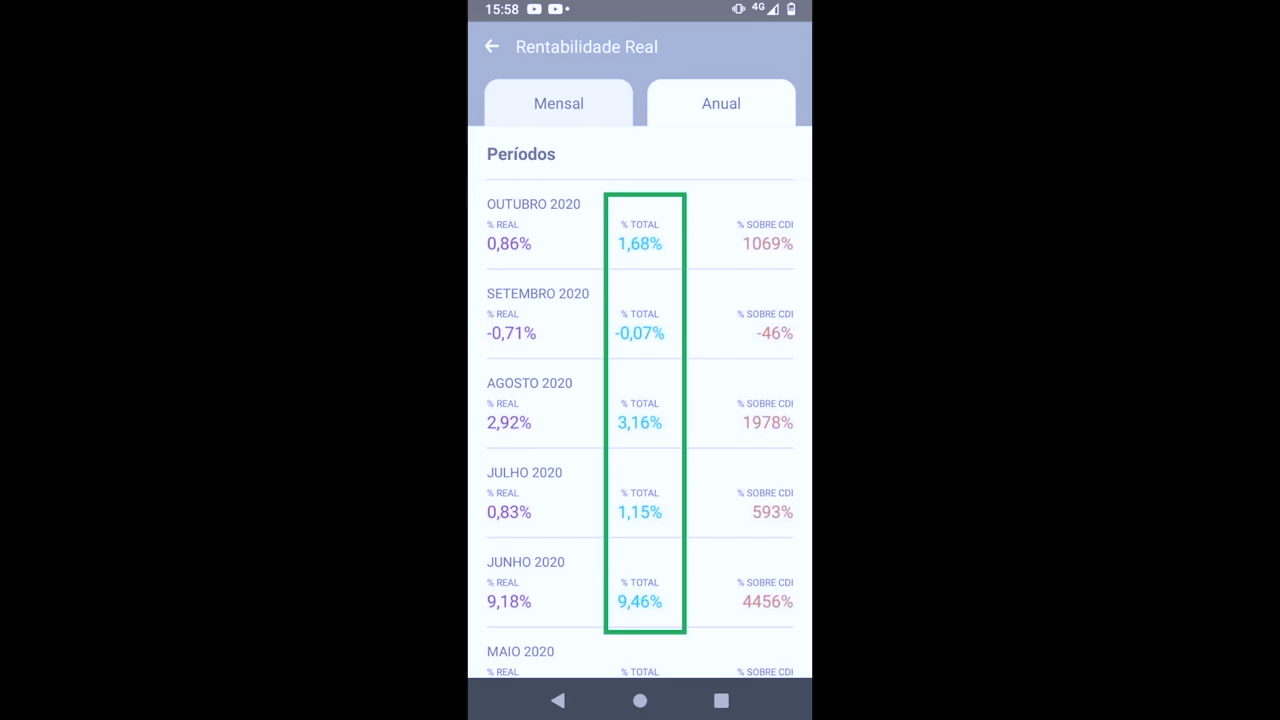 15:58
4G
Rentabilidade Real
Mensal Anual
Períodos
OUTUBRO 2020
% REAL % TOTAL % SOBRE CDI
0,86% 1,68% 1069%
SETEMBRO 2020
% REAL % TOTAL % SOBRE CDI
-0,71% -0,07% -46%
AGOSTO 2020
% REAL % TOTAL % SOBRE CDI
2,92% 3,16% 1978%
JULHO 2020
% REAL % TOTAL % SOBRE CDI
0,83% 1,15% 593%
JUNHO 2020
% REAL % TOTAL % SOBRE CDI
9,18% 9,46% 4456%
MAIO 2020
% REAL % TOTAL % SOBRE CDI